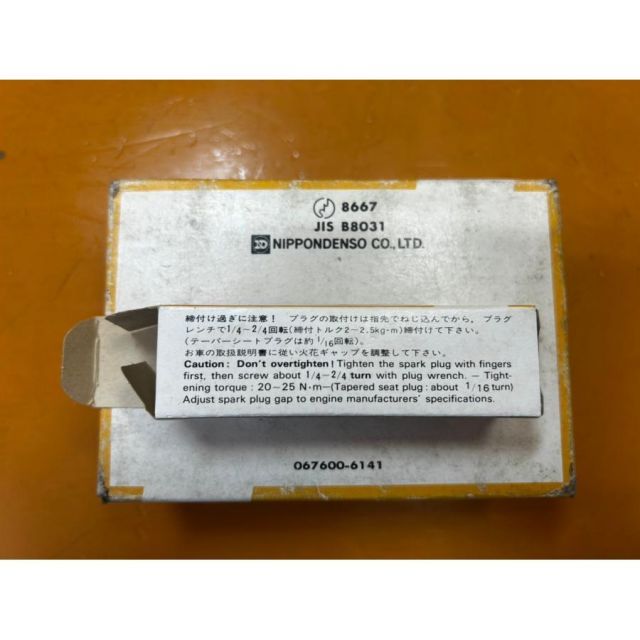 8667
JIS B8031
ND NIPPONDENSO CO., LTD.
締付け過ぎに注意! プラグの取付けは指先でねじ込んでから, プラグ
レンチで1/4~2/4回転(締付トルク2~2.5kg-m)締付けて下さい。
(テーパーシートプラグは約1/16回転)。
お車の取扱説明書に従い火花ギャップを調整して下さい。
Caution: Don't overtighten! Tighten the spark plug with fingers
first, then screw about 1/4~2/4 turn with plug wrench. – Tight-
ening torque : 20~25 N·m–(Tapered seat plug : about 1/16 turn)
Adjust spark plug gap to engine manufacturers' specifications.
067600-6141